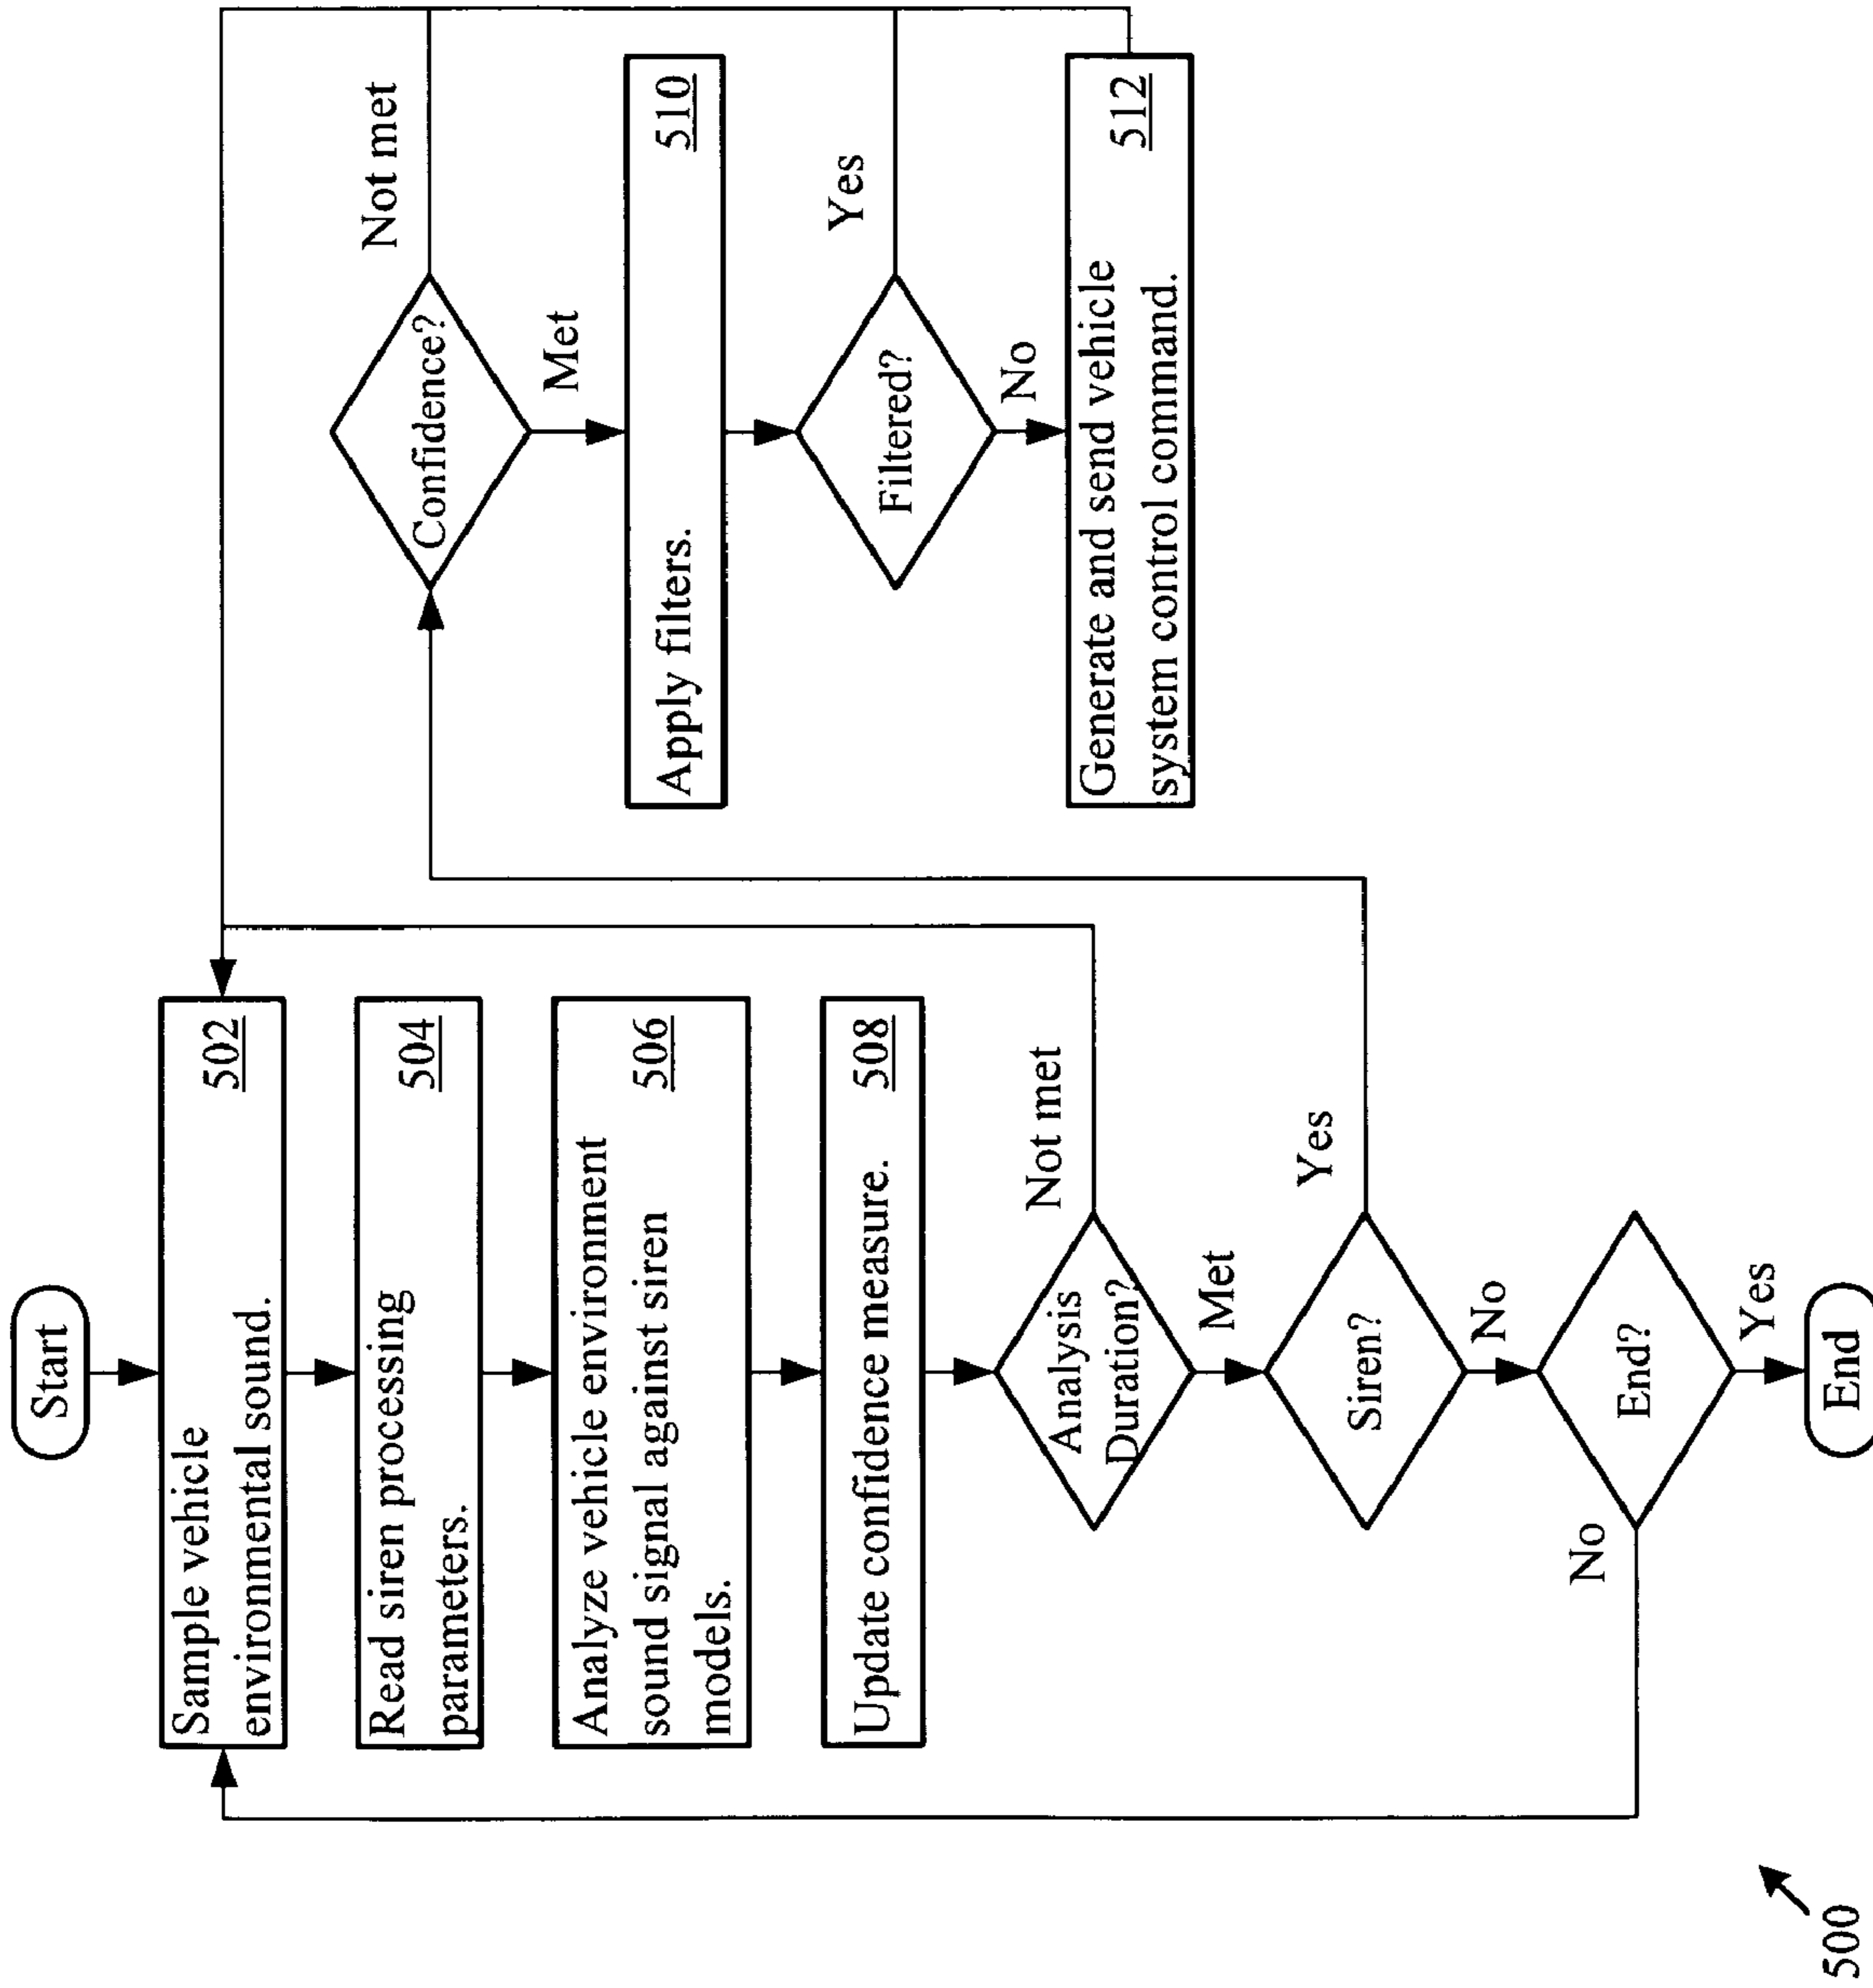 Start
Sample vehicle
environmental sound.
502
Read siren processing
parameters.
504
Analyze vehicle environment
sound signal against siren
models.
506
Update confidence measure.
508
Analysis
Duration?
Not met
Met
Siren?
Yes
No
End?
No
Yes
End
Confidence?
Not met
Met
Apply filters.
510
Filtered?
Yes
No
Generate and send vehicle
system control command.
512
500